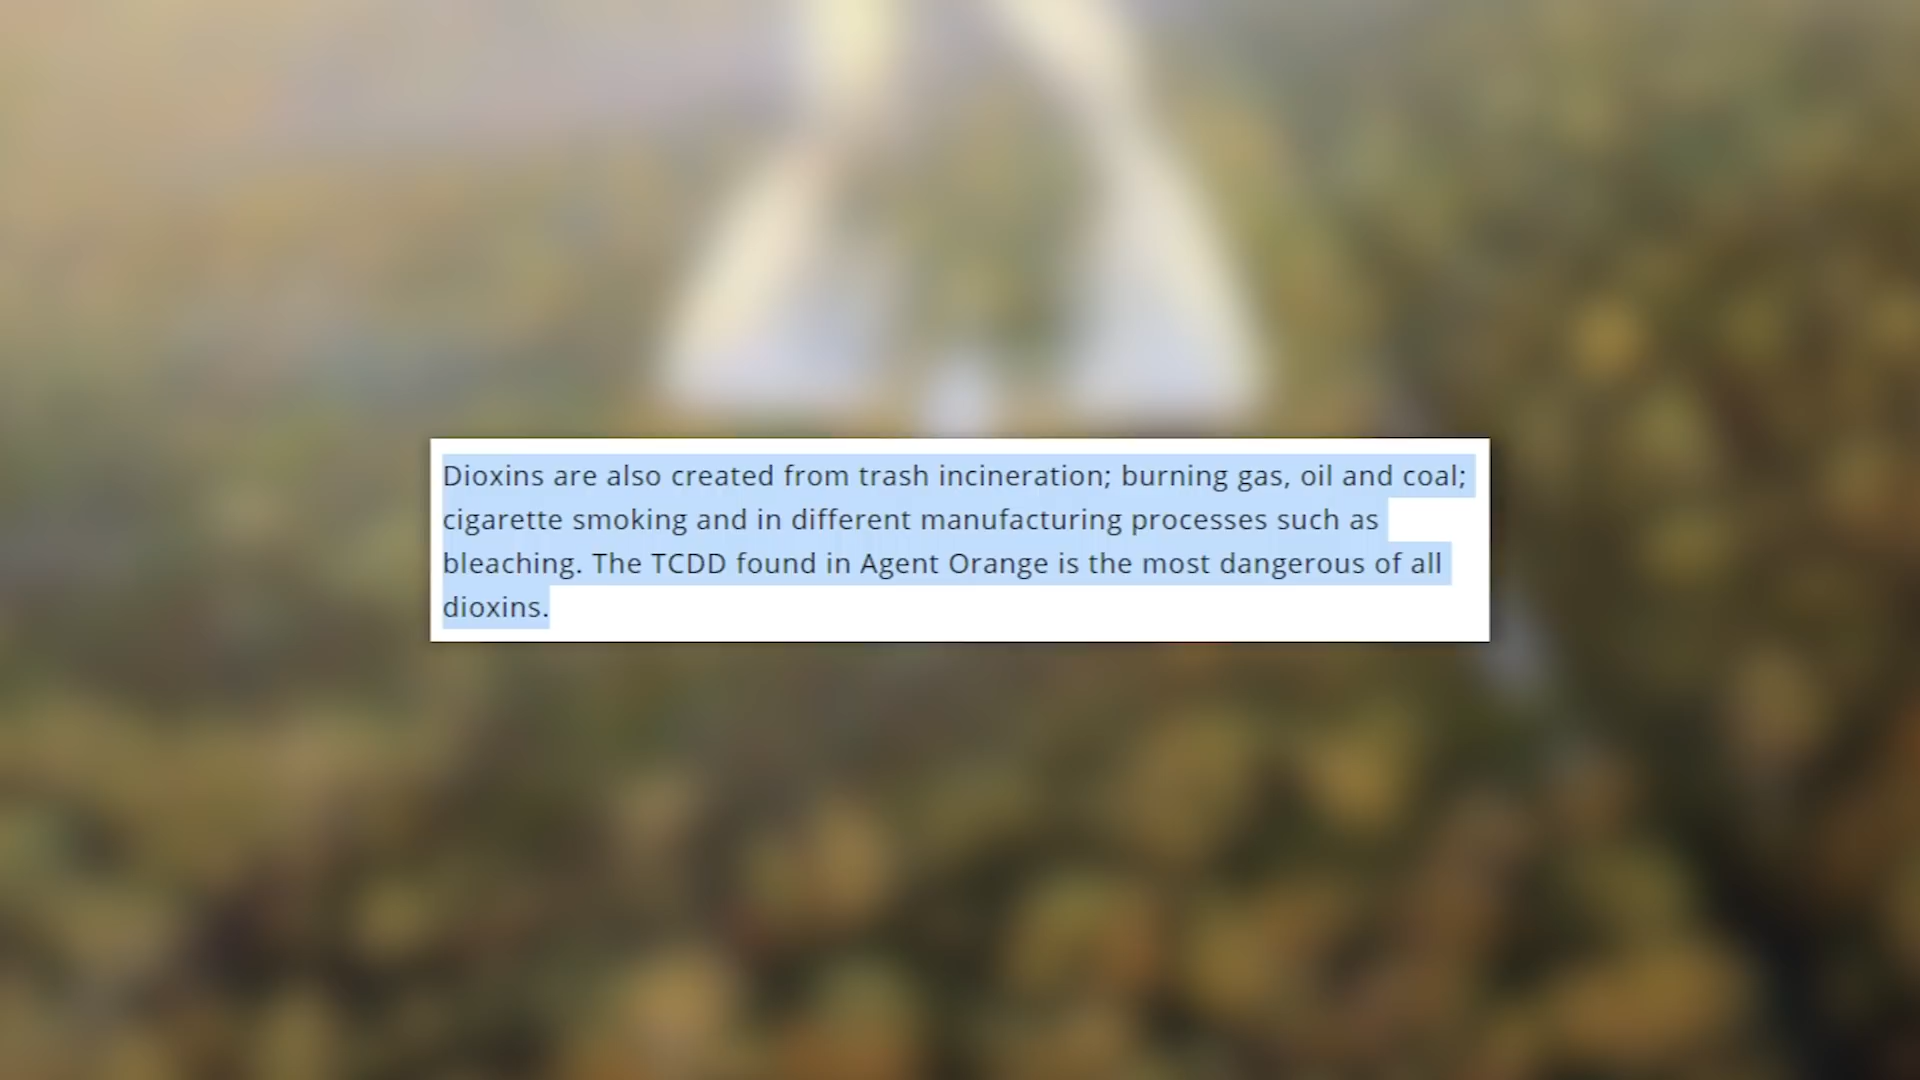 Dioxins are also created from trash incineration; burning gas, oil and coal;
cigarette smoking and in different manufacturing processes such as
bleaching. The TCDD found in Agent Orange is the most dangerous of all
dioxins.